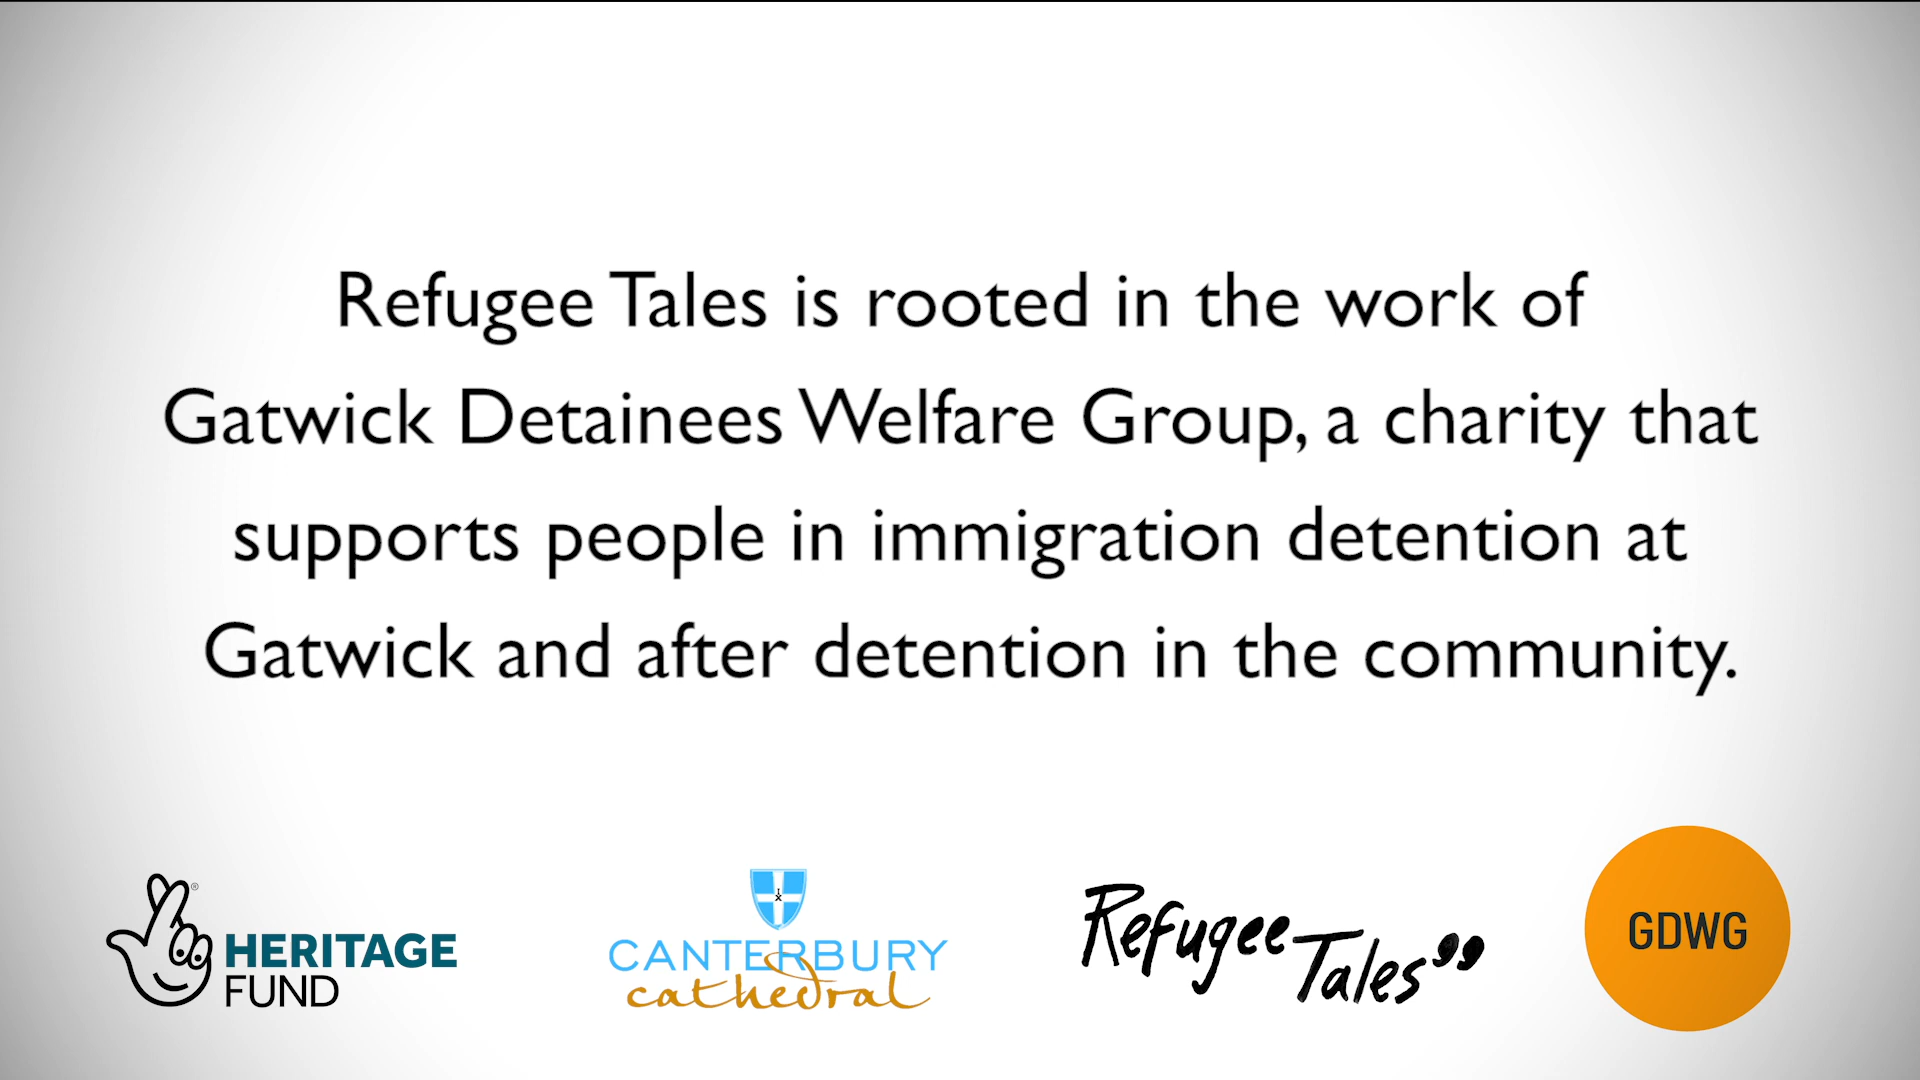 Refugee Tales is rooted in the work of
Gatwick Detainees Welfare Group, a charity that
supports people in immigration detention at
Gatwick and after detention in the community.
HERITAGE
FUND
CANTERBURY
cathedral
Refugee
Tales”
GDWG